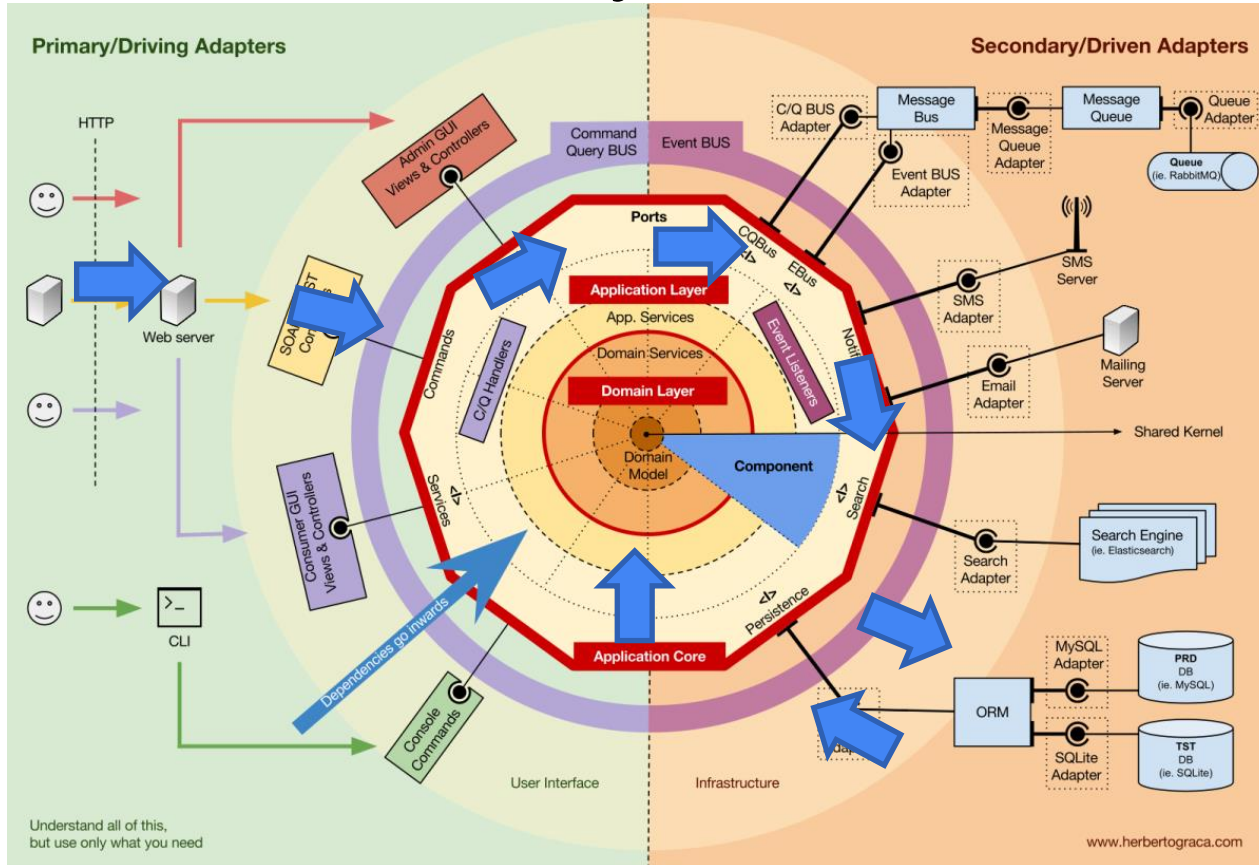 Primary/Driving Adapters
Secondary/Driven Adapters
HTTP
Web server
CLI
Admin GUI
Views & Controllers
Consumer GUI
Views & Controllers
Console
Commands
Command
Query BUS
Event BUS
Ports
Commands
Services
C/Q Handlers
Application Layer
App. Services
Domain Services
Domain Layer
Domain
Model
Event Listeners
Component
Application Core
Dependencies go inwards
CQBus
</>
EBus
</>
</>
Search
</>
Persistence
</>
Services
C/Q BUS
Adapter
Message
Bus
Message
Queue
Adapter
Message
Queue
Queue
Adapter
Queue
(ie. RabbitMQ)
Event BUS
Adapter
SMS
Server
SMS
Adapter
Mailing
Server
Email
Adapter
Shared Kernel
Search Engine
(ie. Elasticsearch)
Search
Adapter
MySQL
Adapter
PRD
DB
(ie. MySQL)
ORM
TST
DB
(ie. SQLite)
SQLite
Adapter
User Interface
Infrastructure
Understand all of this,
but use only what you need
www.herbertograca.com